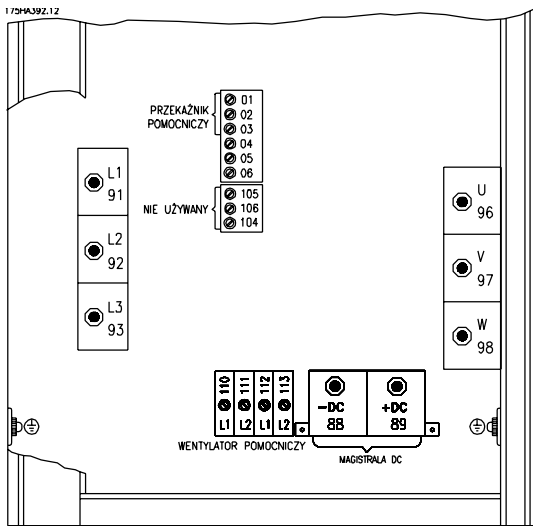 175HA392.12
PRZEKAŹNIK
POMOCNICZY
01
02
03
04
05
06
NIE UŻYWANY
105
106
104
L1
91
L2
92
L3
93
U
96
V
97
W
98
110 111 112 113
L1 L2 L1 L2
-DC +DC
88 89
WENTYLATOR POMOCNICZY
MAGISTRALA DC